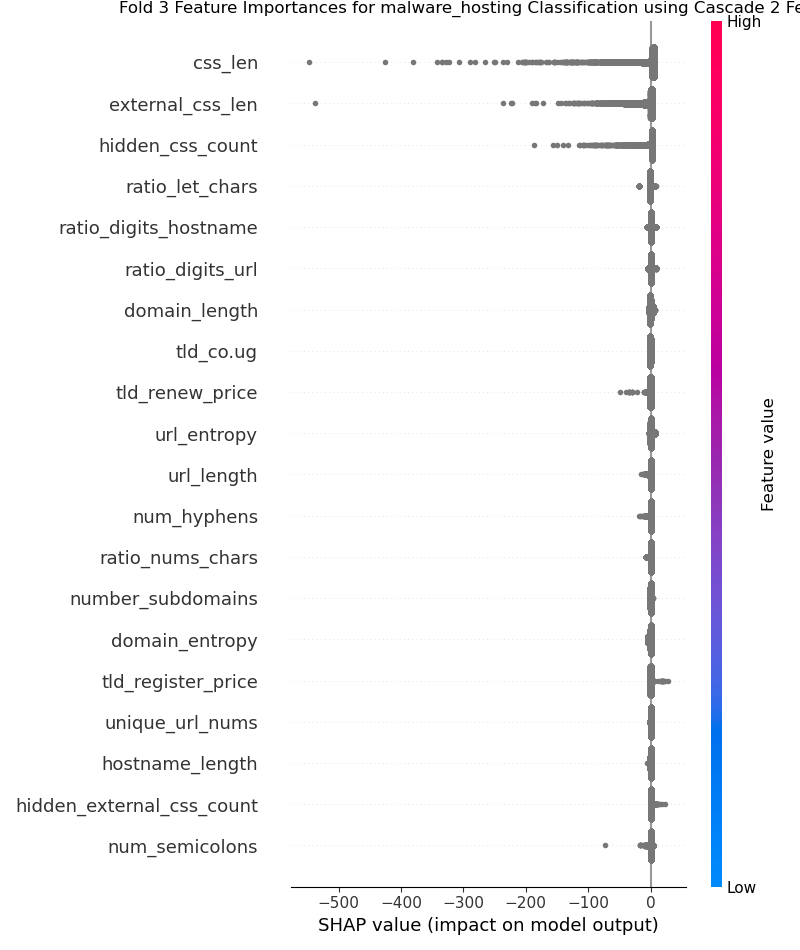 Fold 3 Feature Importances for malware_hosting Classification using Cascade 2 Fe
High
css_len
external_css_len
hidden_css_count
ratio_let_chars
ratio_digits_hostname
ratio_digits_url
domain_length
tld_co.ug
tld_renew_price
url_entropy
url_length
num_hyphens
ratio_nums_chars
number_subdomains
domain_entropy
tld_register_price
unique_url_nums
hostname_length
hidden_external_css_count
num_semicolons
Feature value
Low
−500 −400 −300 −200 −100 0
SHAP value (impact on model output)